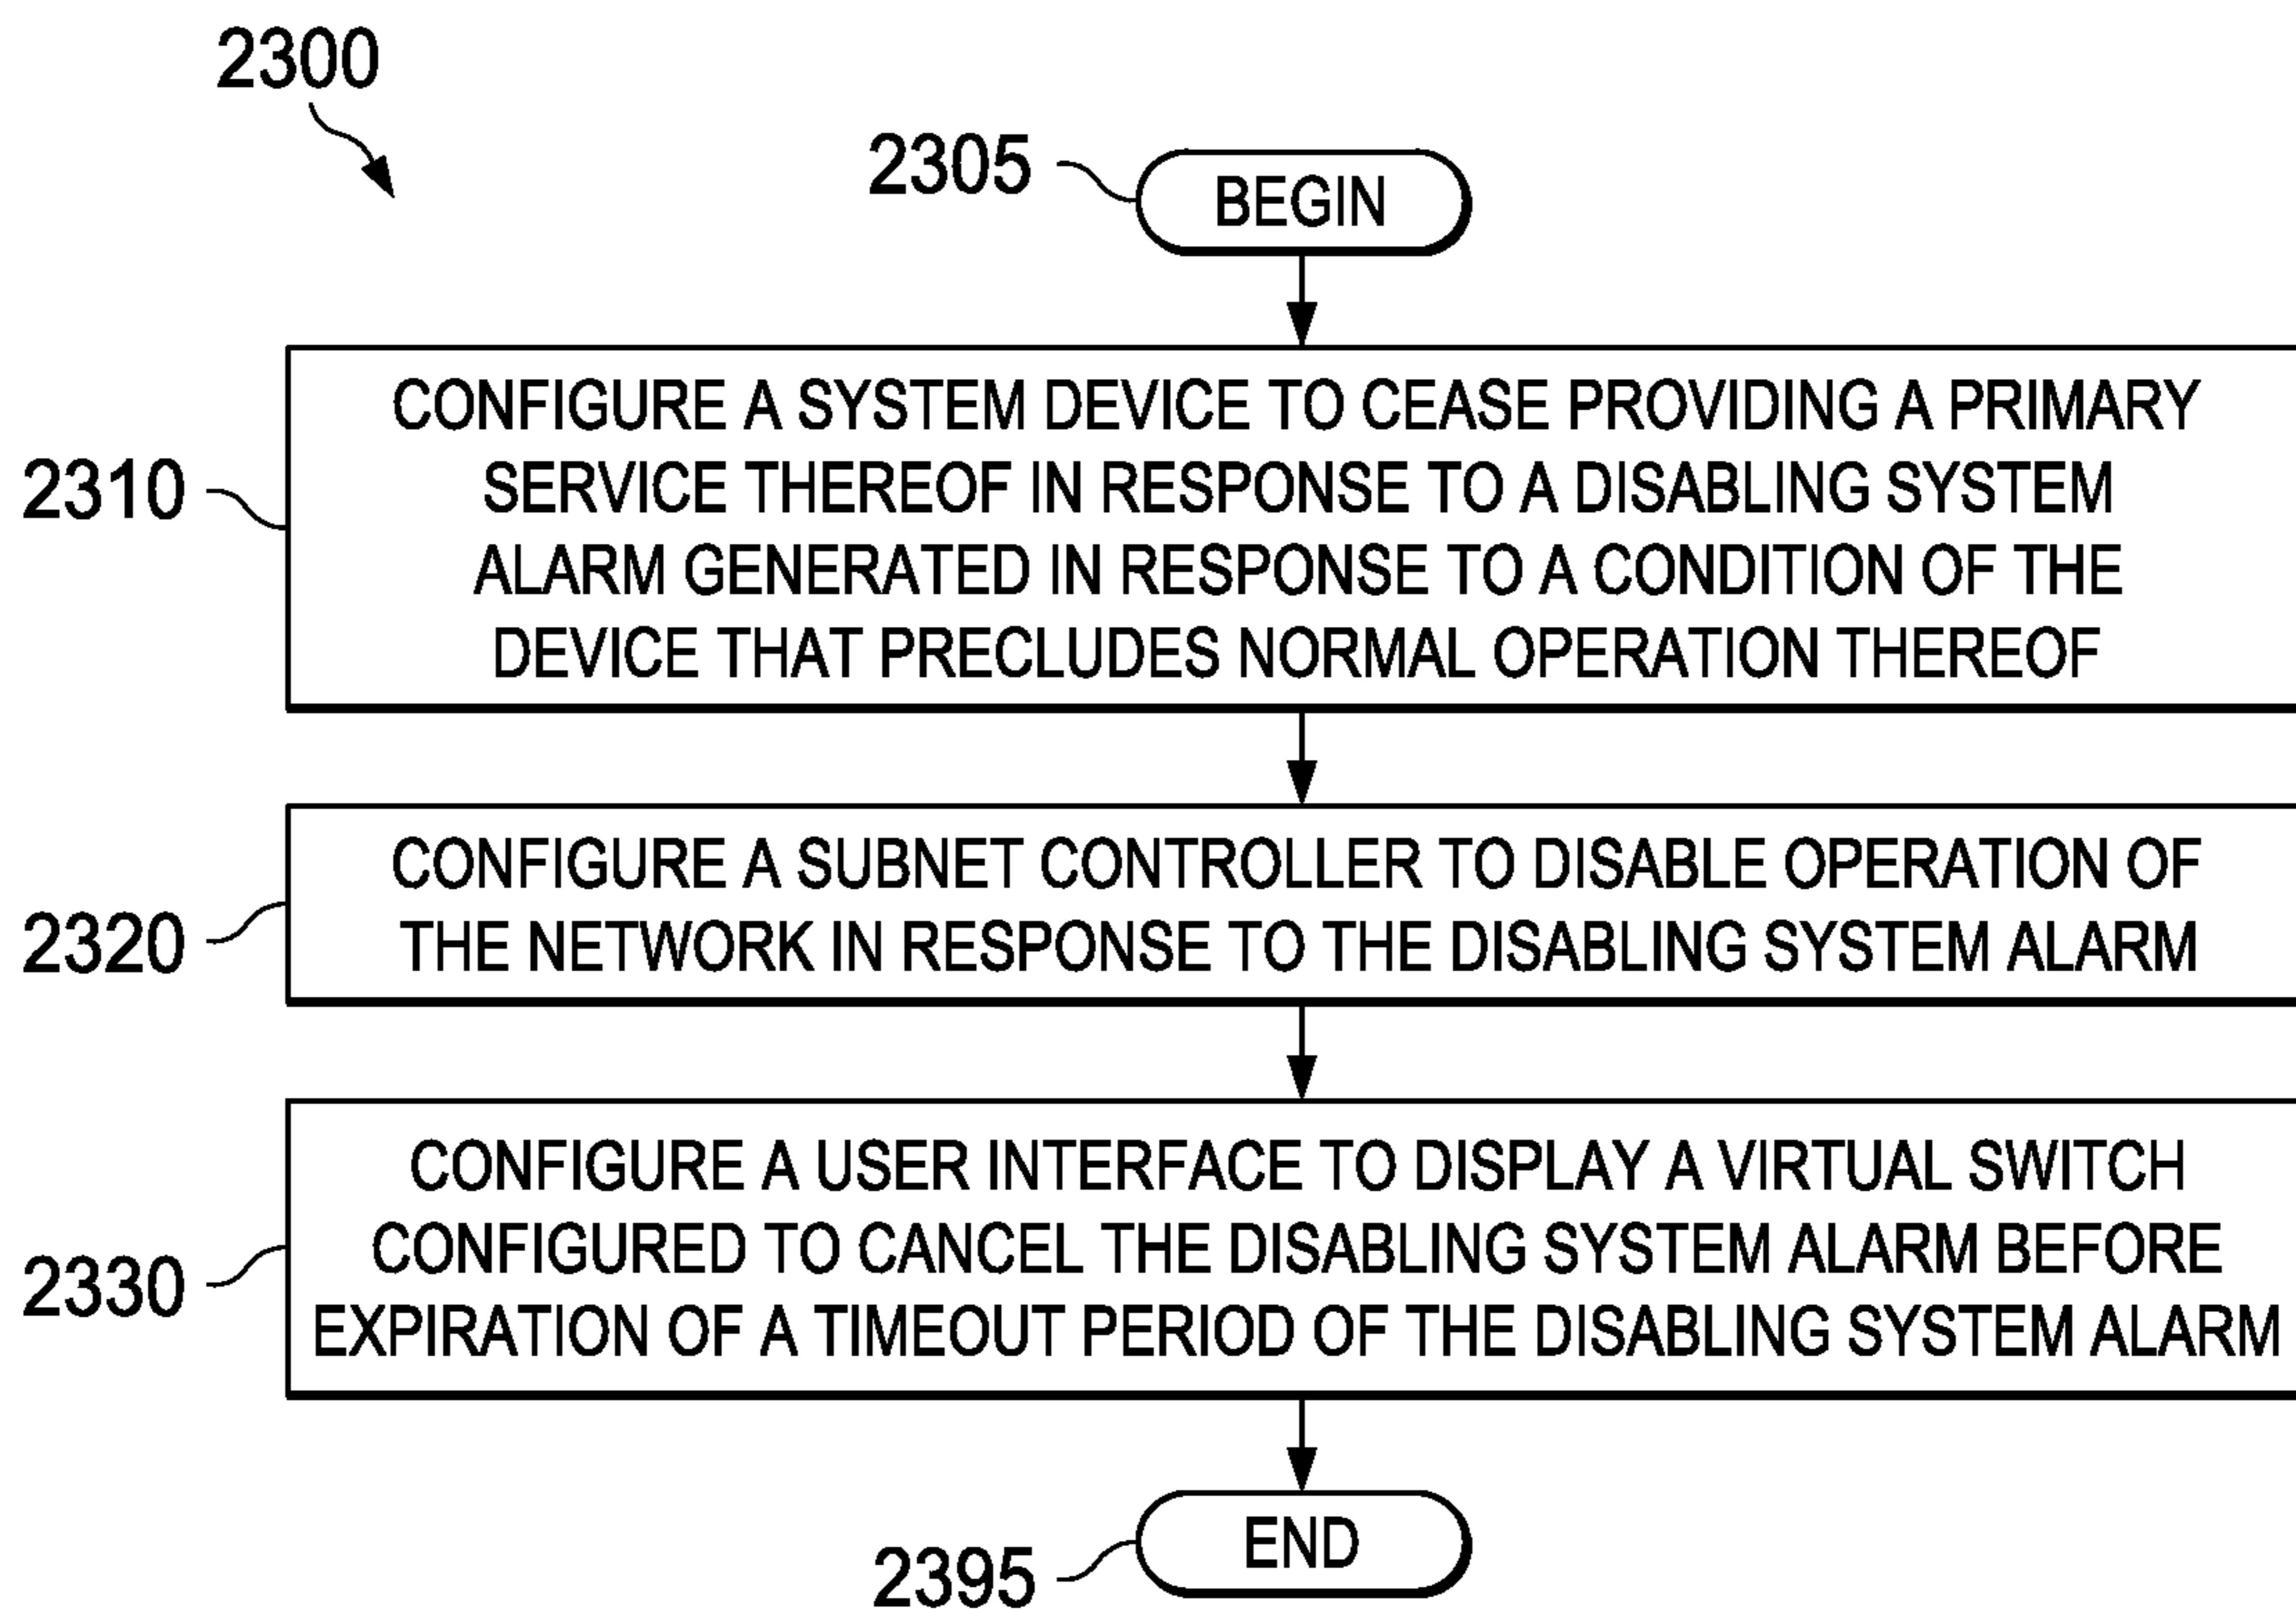 2300
2305
BEGIN
2310
CONFIGURE A SYSTEM DEVICE TO CEASE PROVIDING A PRIMARY
SERVICE THEREOF IN RESPONSE TO A DISABLING SYSTEM
ALARM GENERATED IN RESPONSE TO A CONDITION OF THE
DEVICE THAT PRECLUDES NORMAL OPERATION THEREOF
2320
CONFIGURE A SUBNET CONTROLLER TO DISABLE OPERATION OF
THE NETWORK IN RESPONSE TO THE DISABLING SYSTEM ALARM
2330
CONFIGURE A USER INTERFACE TO DISPLAY A VIRTUAL SWITCH
CONFIGURED TO CANCEL THE DISABLING SYSTEM ALARM BEFORE
EXPIRATION OF A TIMEOUT PERIOD OF THE DISABLING SYSTEM ALARM
2395
END